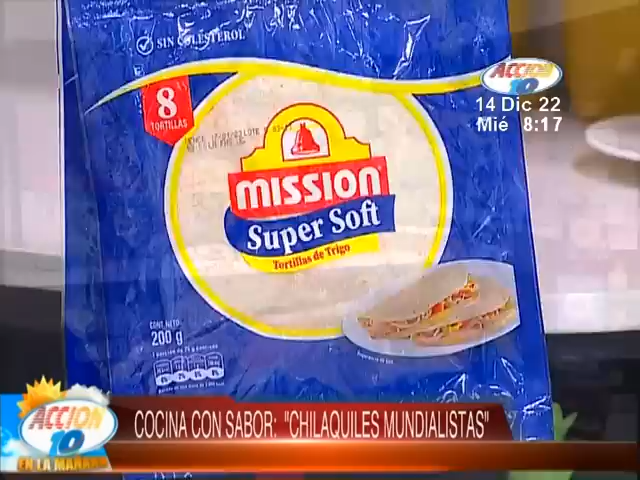 SIN COLESTEROL
ACCION
10
14 Dic 22
Mié 8:17
8
TORTILLAS
MISSION
Super Soft
Tortillas de Trigo
CONT. NETO
200 g
ACCION
10
EN LA MAÑANA
COCINA CON SABOR: "CHILAQUILES MUNDIALISTAS"